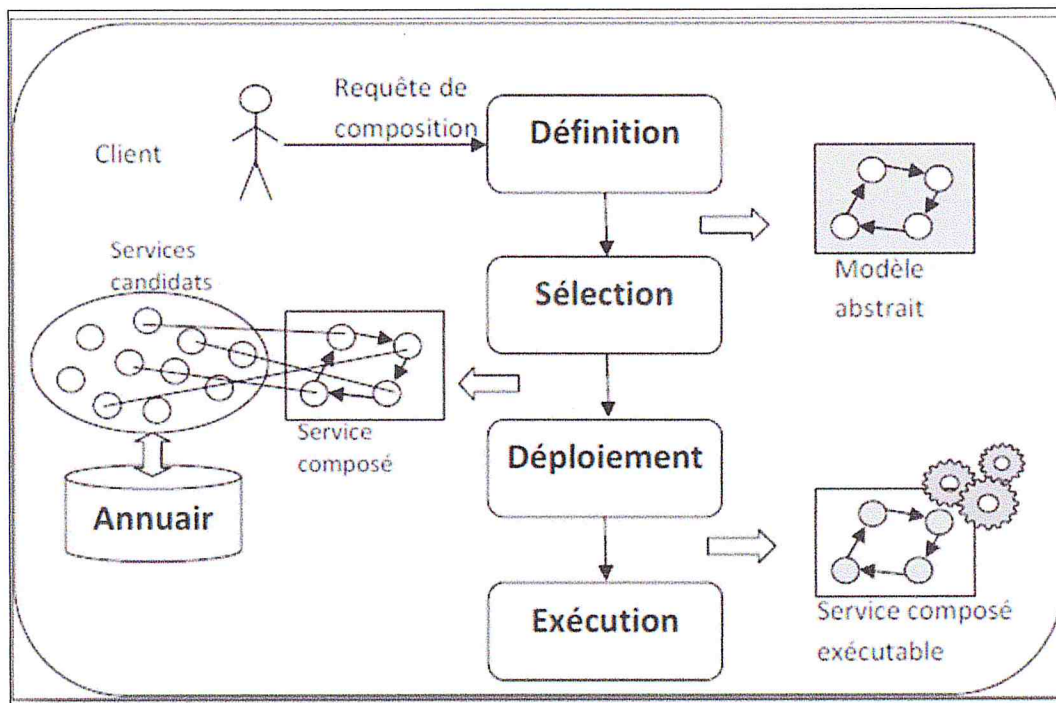 Requête de
composition
Client
Définition
Modèle
abstrait
Services
candidats
Sélection
Service
composé
Déploiement
Annuair
Exécution
Service composé
exécutable